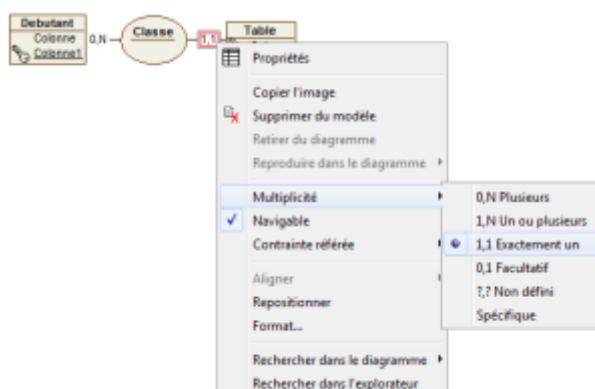 Debutant
Colonne
Colonne1
0,N
Classe
1,1
Table
Propriétés
Copier l'image
Supprimer du modèle
Retirer du diagramme
Reproduire dans le diagramme
Multiplicité
Navigable
Contrainte référée
Aligner
Repositionner
Format...
Rechercher dans le diagramme
Rechercher dans l'explorateur
0,N Plusieurs
1,N Un ou plusieurs
1,1 Exactement un
0,1 Facultatif
?,? Non défini
Spécifique